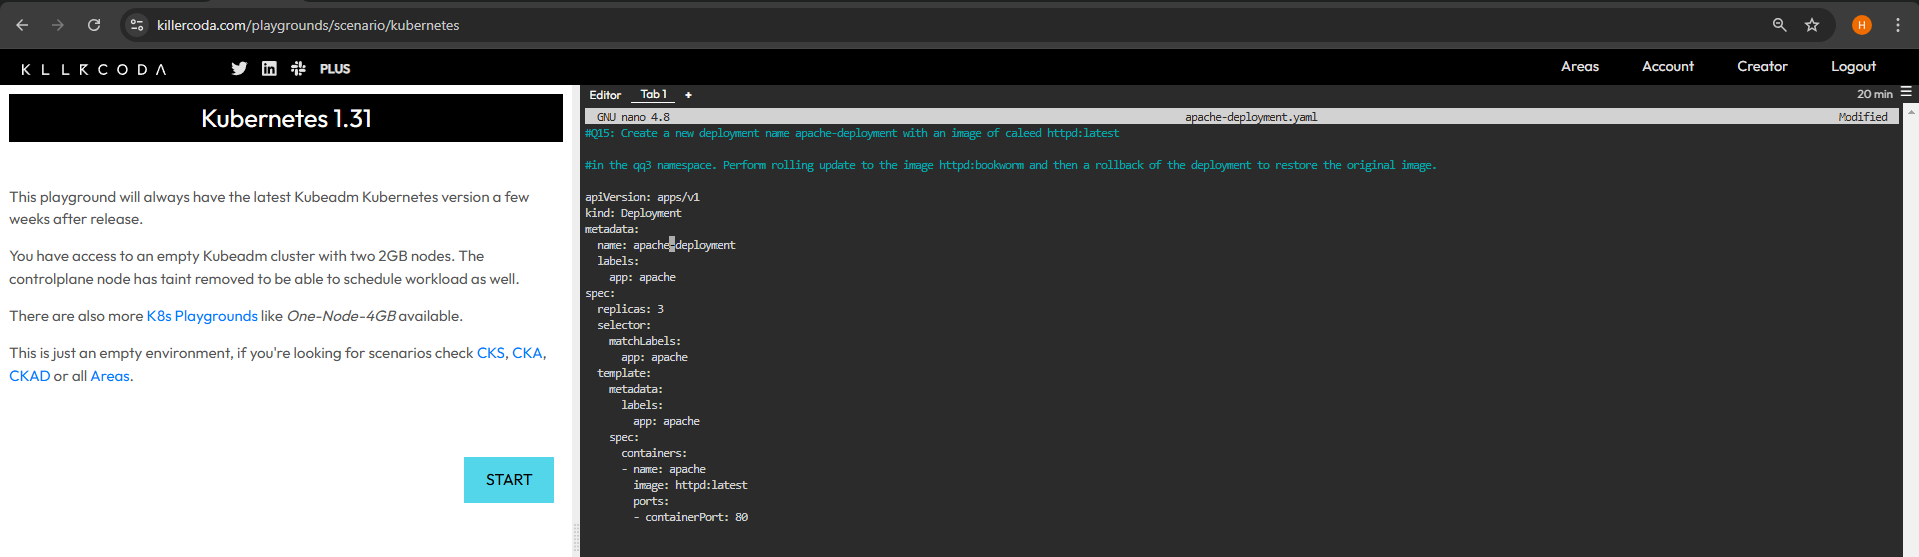 killercoda.com/playgrounds/scenario/kubernetes
H
KLLRCODA
PLUS
Areas
Account
Creator
Logout
Kubernetes 1.31
This playground will always have the latest Kubeadm Kubernetes version a few
weeks after release.
You have access to an empty Kubeadm cluster with two 2GB nodes. The
controlplane node has taint removed to be able to schedule workload as well.
There are also more K8s Playgrounds like One-Node-4GB available.
This is just an empty environment, if you're looking for scenarios check CKS, CKA,
CKAD or all Areas.
START
Editor Tab 1 +
20 min
GNU nano 4.8 apache-deployment.yaml Modified
#Q15: Create a new deployment name apache-deployment with an image of caleed httpd:latest
#in the qq3 namespace. Perform rolling update to the image httpd:bookworm and then a rollback of the deployment to restore the original image.
apiVersion: apps/v1
kind: Deployment
metadata:
  name: apache-deployment
  labels:
    app: apache
spec:
  replicas: 3
  selector:
    matchLabels:
      app: apache
  template:
    metadata:
      labels:
        app: apache
    spec:
      containers:
      - name: apache
        image: httpd:latest
        ports:
        - containerPort: 80